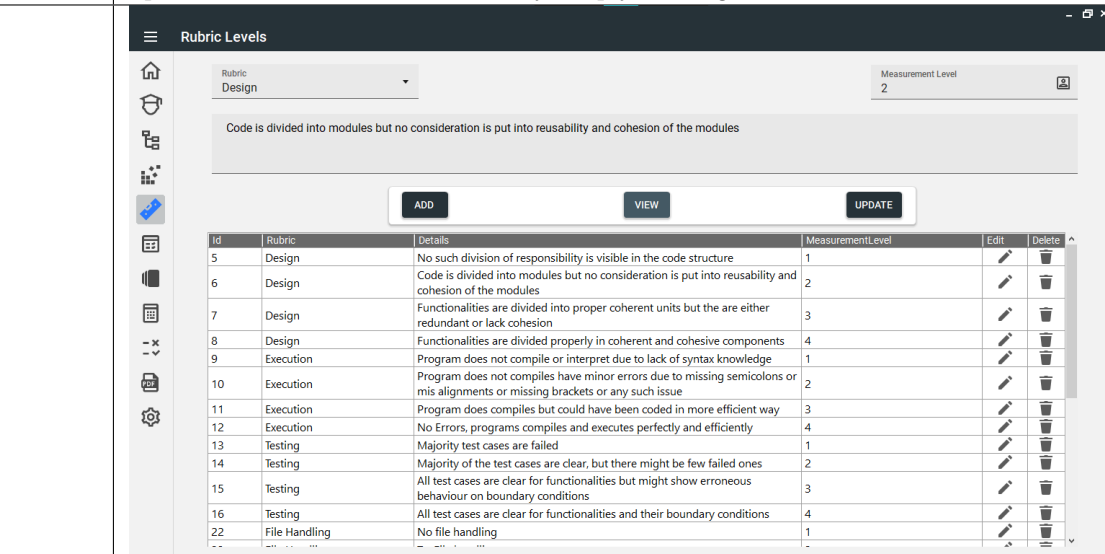 Rubric Levels
Rubric
Design
Measurement Level
2
Code is divided into modules but no consideration is put into reusability and cohesion of the modules
ADD VIEW UPDATE
Id Rubric Details MeasurementLevel Edit Delete
5 Design No such division of responsibility is visible in the code structure 1
6 Design Code is divided into modules but no consideration is put into reusability and 2
cohesion of the modules
7 Design Functionalities are divided into proper coherent units but the are either 3
redundant or lack cohesion
8 Design Functionalities are divided properly in coherent and cohesive components 4
9 Execution Program does not compile or interpret due to lack of syntax knowledge 1
10 Execution Program does not compiles have minor errors due to missing semicolons or 2
mis alignments or missing brackets or any such issue
11 Execution Program does compiles but could have been coded in more efficient way 3
12 Execution No Errors, programs compiles and executes perfectly and efficiently 4
13 Testing Majority test cases are failed 1
14 Testing Majority of the test cases are clear, but there might be few failed ones 2
15 Testing All test cases are clear for functionalities but might show erroneous 3
behaviour on boundary conditions
16 Testing All test cases are clear for functionalities and their boundary conditions 4
22 File Handling No file handling 1
PDF